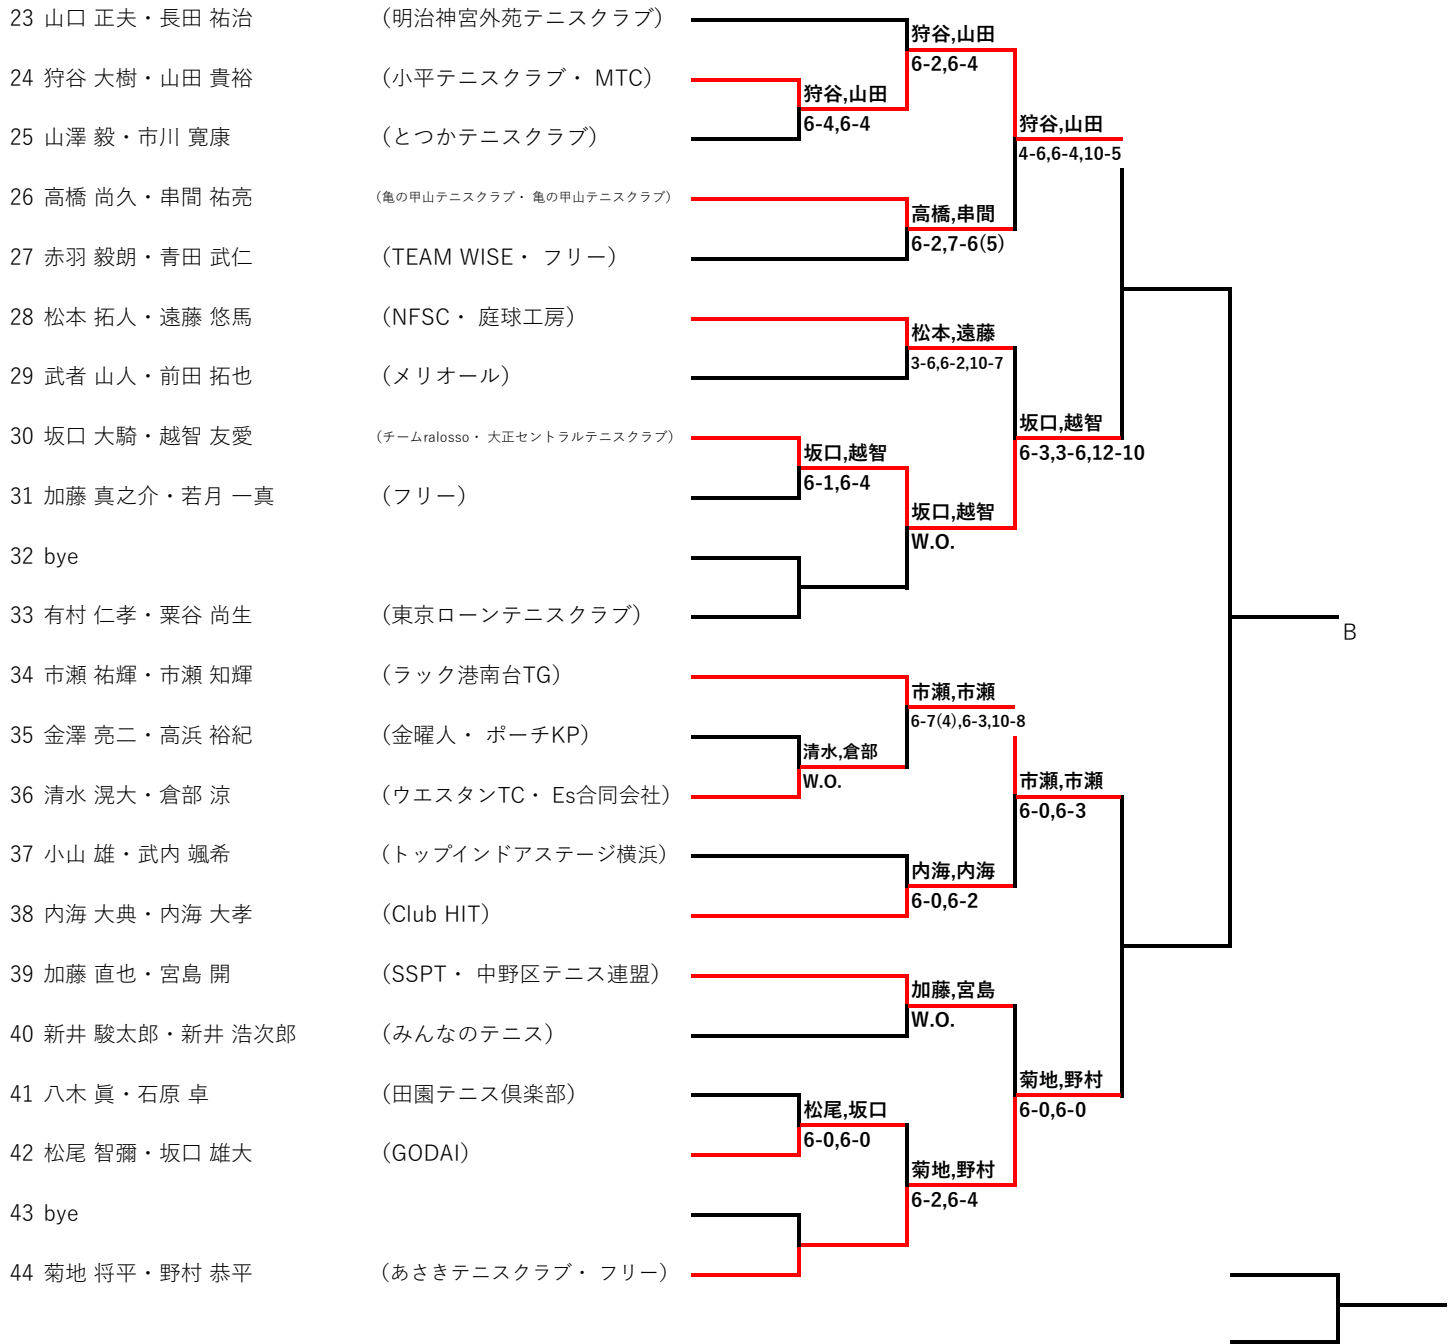 23 山口 正夫・長田 祐治 （明治神宮外苑テニスクラブ）
狩谷,山田
6-2,6-4
24 狩谷 大樹・山田 貴裕 （小平テニスクラブ・ MTC）
狩谷,山田
6-4,6-4
狩谷,山田
4-6,6-4,10-5
25 山澤 毅・市川 寛康 （とつかテニスクラブ）
26 高橋 尚久・串間 祐亮 （亀の甲山テニスクラブ・ 亀の甲山テニスクラブ）
高橋,串間
6-2,7-6(5)
27 赤羽 毅朗・青田 武仁 （TEAM WISE・ フリー）
28 松本 拓人・遠藤 悠馬 （NFSC・ 庭球工房）
松本,遠藤
3-6,6-2,10-7
29 武者 山人・前田 拓也 （メリオール）
坂口,越智
6-3,3-6,12-10
30 坂口 大騎・越智 友愛 （チームralosso・ 大正セントラルテニスクラブ）
坂口,越智
6-1,6-4
31 加藤 真之介・若月 一真 （フリー）
坂口,越智
W.O.
32 bye
33 有村 仁孝・粟谷 尚生 （東京ローンテニスクラブ）
B
34 市瀬 祐輝・市瀬 知輝 （ラック港南台TG）
市瀬,市瀬
6-7(4),6-3,10-8
35 金澤 亮二・高浜 裕紀 （金曜人・ ポーチKP）
清水,倉部
W.O.
市瀬,市瀬
6-0,6-3
36 清水 滉大・倉部 涼 （ウエスタンTC・ Es合同会社）
37 小山 雄・武内 颯希 （トップインドアステージ横浜）
内海,内海
6-0,6-2
38 内海 大典・内海 大孝 （Club HIT）
39 加藤 直也・宮島 開 （SSPT・ 中野区テニス連盟）
加藤,宮島
W.O.
40 新井 駿太郎・新井 浩次郎 （みんなのテニス）
菊地,野村
6-0,6-0
41 八木 眞・石原 卓 （田園テニス倶楽部）
松尾,坂口
6-0,6-0
42 松尾 智彌・坂口 雄大 （GODAI）
菊地,野村
6-2,6-4
43 bye
44 菊地 将平・野村 恭平 （あさきテニスクラブ・ フリー）